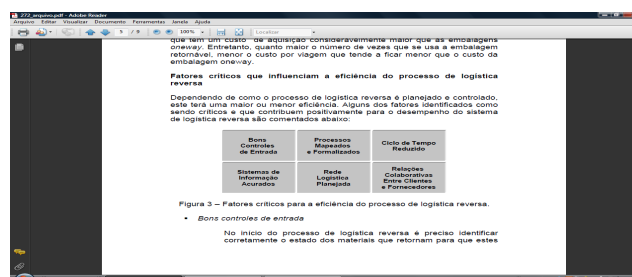 272_arquivo.pdf - Adobe Reader
Arquivo Editar Visualizar Documento Ferramentas Janela Ajuda
5 / 9 100% Localizar
que tem um custo de aquisição consideravelmente maior que as embalagens
oneway. Entretanto, quanto maior o número de vezes que se usa a embalagem
retornável, menor o custo por viagem que tende a ficar menor que o custo da
embalagem oneway.
Fatores críticos que influenciam a eficiência do processo de logística
reversa
Dependendo de como o processo de logística reversa é planejado e controlado,
este terá uma maior ou menor eficiência. Alguns dos fatores identificados como
sendo críticos e que contribuem positivamente para o desempenho do sistema
de logística reversa são comentados abaixo:
Bons
Controles
de Entrada
Processos
Mapeados
e Formalizados
Ciclo de Tempo
Reduzido
Sistemas de
Informação
Acurados
Rede
Logística
Planejada
Relações
Colaborativas
Entre Clientes
e Fornecedores
Figura 3 – Fatores críticos para a eficiência do processo de logística reversa.
• Bons controles de entrada
No início do processo de logística reversa é preciso identificar
corretamente o estado dos materiais que retornam para que estes